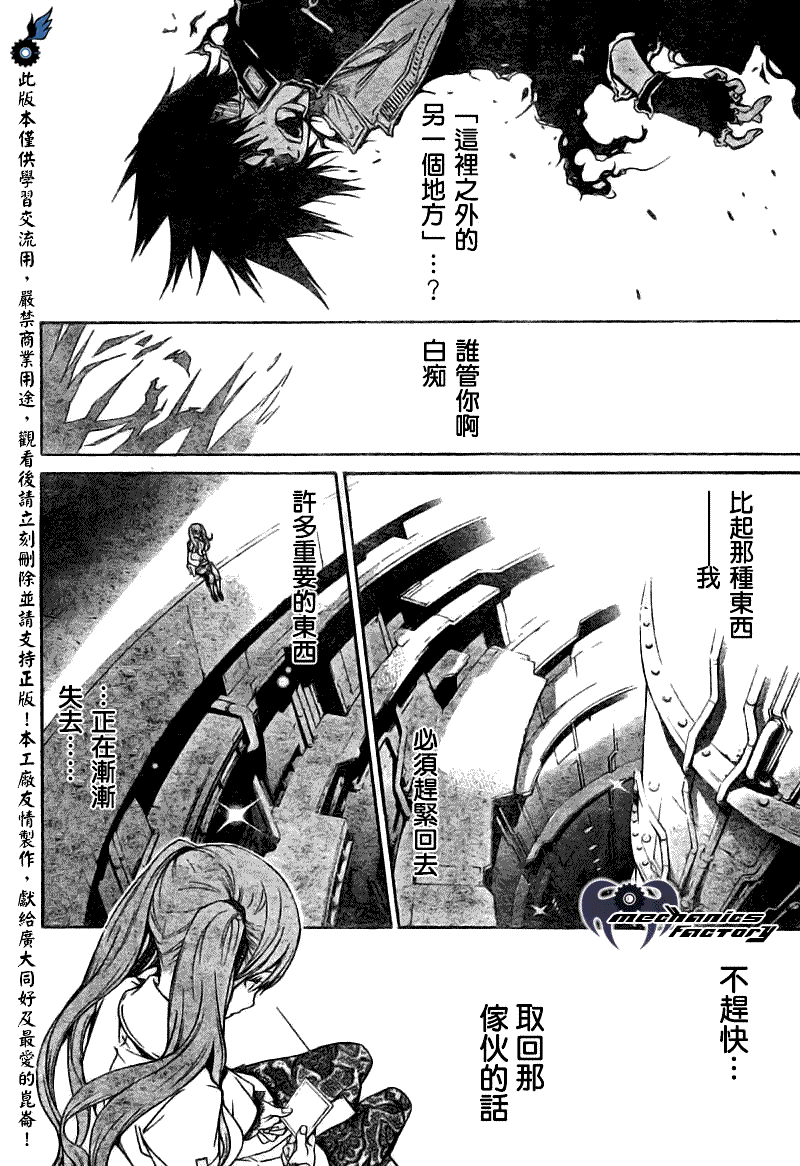 「這裡之外的
另一個地方」…?
誰管你啊
白痴
比起那種東西
——我
必須趕緊回去
許多重要的東西
…正在漸漸
失去……
不趕快…
取回那
傢伙的話
mechanics
factory
此版本僅供學習交流用，嚴禁商業用途，觀看後請立刻刪除並請支持正版！本工廠友情製作，獻給廣大同好及最愛的崑崙！